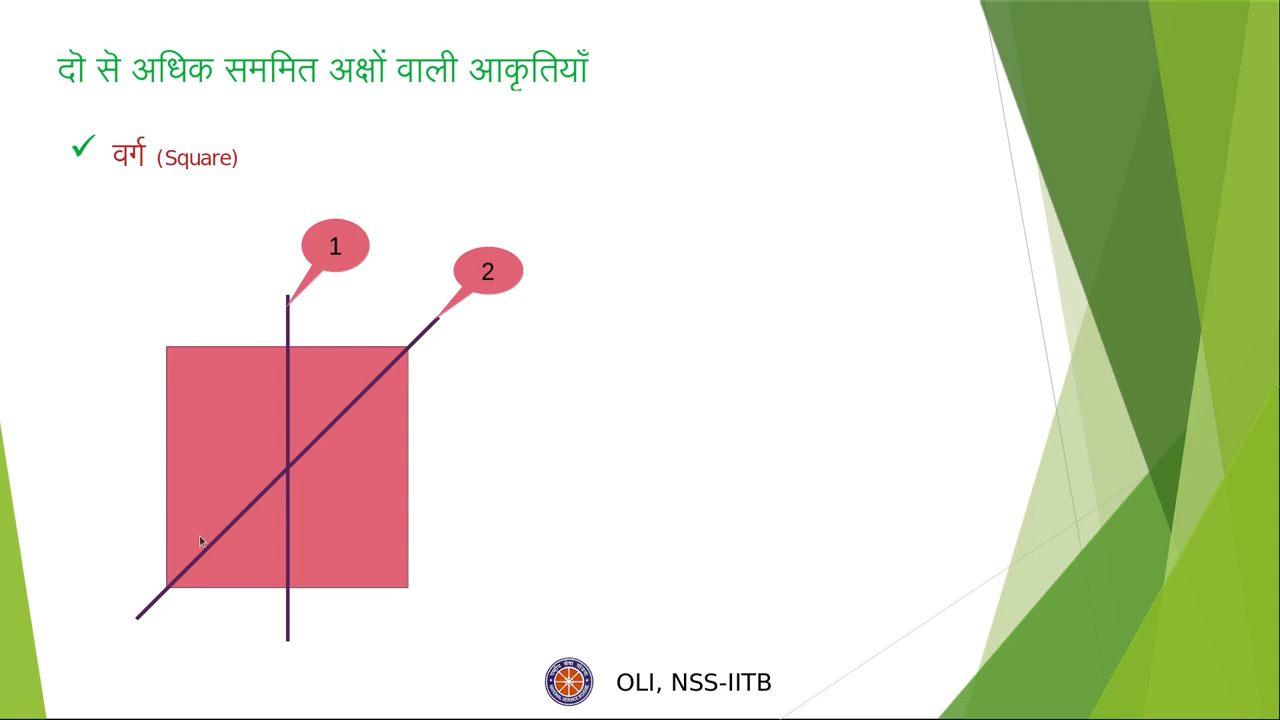 दॊ सॆ अधिक सममित अक्षों वाली आकृतियाँ
वर्ग (Square)
1
2
OLI, NSS-IITB